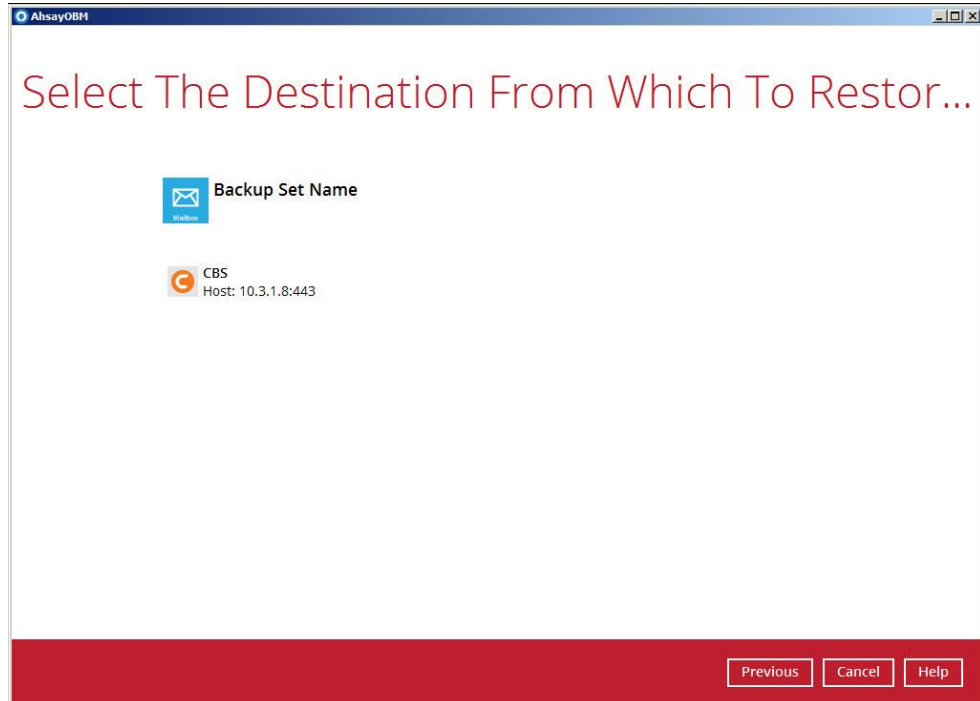 AhsayOBM
Select The Destination From Which To Restor...
Backup Set Name
Mailbox
CBS
Host: 10.3.1.8:443
Previous
Cancel
Help